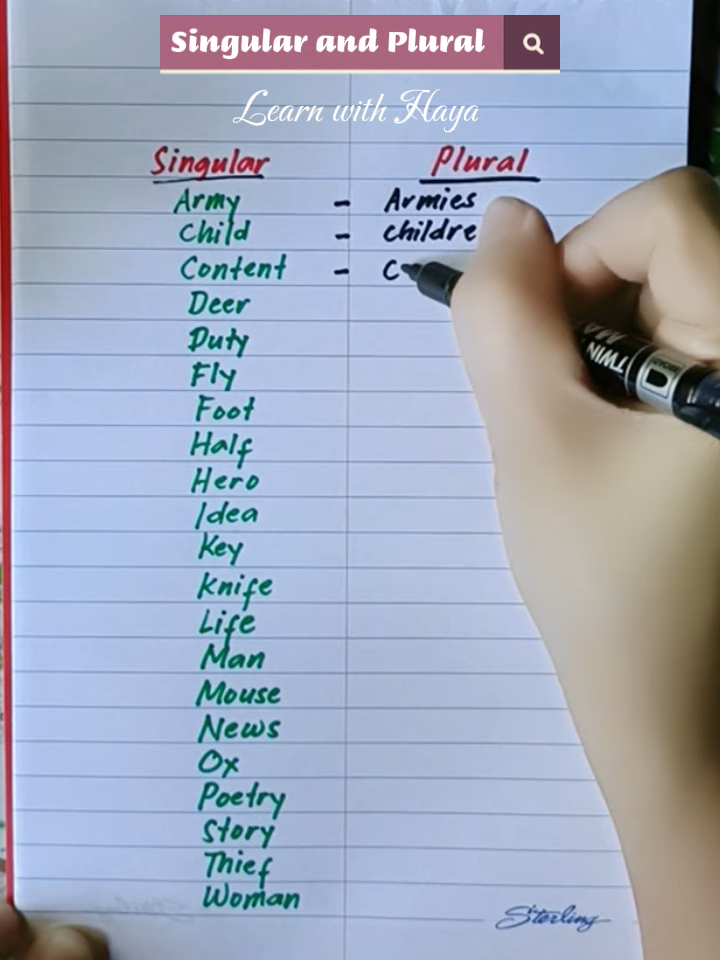 Singular and Plural
Learn with Haya
Singular Plural
Army - Armies
Child - Childre
Content - C
Deer
Duty
Fly
Foot
Half
Hero
Idea
Key
Knife
Life
Man
Mouse
News
Ox
Poetry
Story
Thief
Woman
Sterling
TWIN